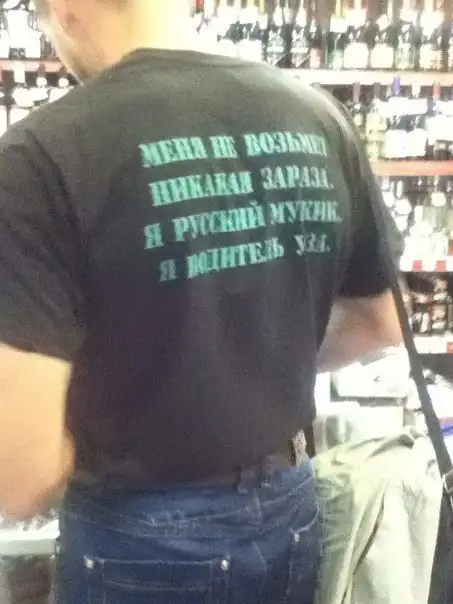 МЕНЯ НЕ ВОЗЬМЕТ
НИКАКАЯ ЗАРАЗА.
Я РУССКИЙ МУЖИК.
Я ВОДИТЕЛЬ УАЗ.